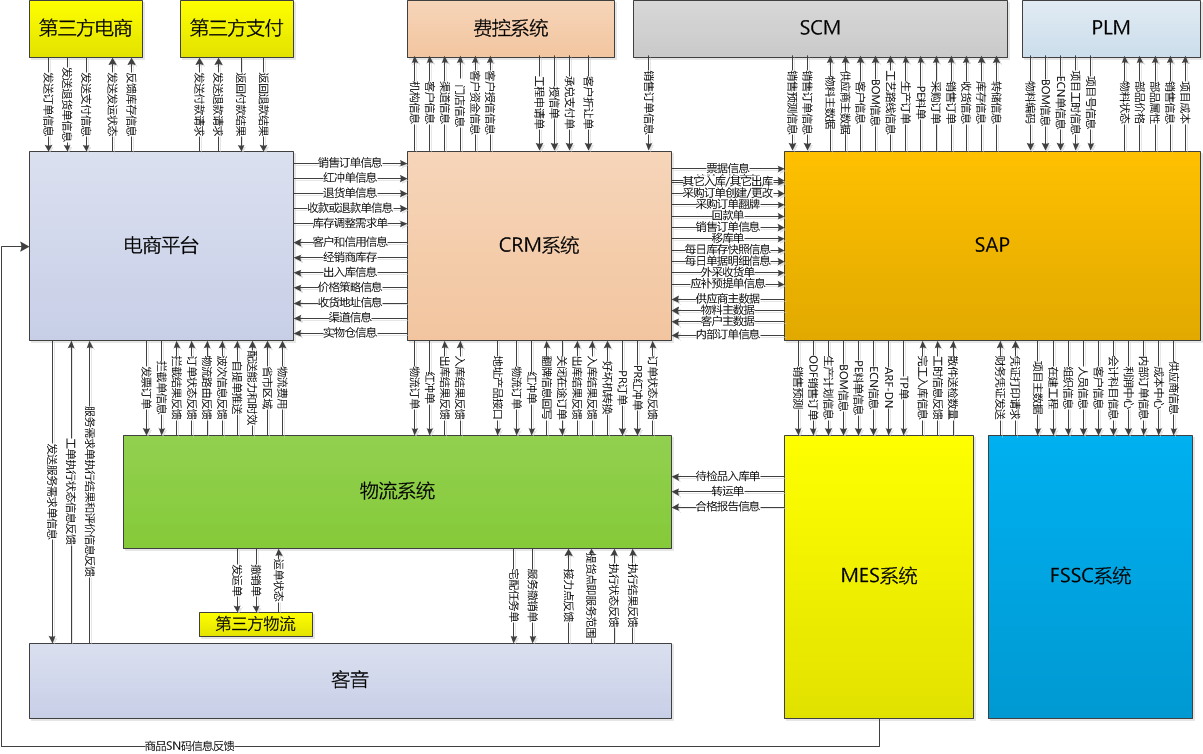 第三方电商
第三方支付
费控系统
SCM
PLM
发送订单信息
发送退货单信息
发送支付信息
发送发运状态
反馈库存信息
发送付款请求
发送退款请求
返回付款结果
返回退款结果
机构信息
客户信息
渠道信息
门店信息
客户资金信息
客户授信信息
工程申请单
授信单
承兑支付单
客户折让单
销售订单信息
销售预测信息
销售订单信息
物料主数据
供应商主数据
客户信息
BOM信息
工艺路线信息
生产订单
PE料单
采购订单
销售订单
收货信息
库存信息
转储信息
物料编码
BOM信息
ECN单信息
项目工时信息
项目号信息
物料状态
部品价格
部品属性
销售信息
项目成本
电商平台
CRM系统
SAP
销售订单信息
红冲单信息
退货单信息
收款或退款单信息
库存调整需求单
客户和信用信息
经销商库存
出入库信息
价格策略信息
收货地址信息
渠道信息
实物仓信息
票据信息
其它入库/其它出库
采购订单创建/更改
采购订单翻牌
回款单
销售订单信息
移库单
每日库存快照信息
每日单据明细信息
外采收货单
应补预提单信息
供应商主数据
物料主数据
客户主数据
内部订单信息
发送服务需求单信息
工单执行状态信息反馈
服务需求单执行结果和评价信息反馈
发票订单
拦截单信息
拦截结果反馈
订单状态反馈
物流路由反馈
波次信息反馈
自提单推送
配送能力和时效
省市区域
物流费用
物流订单
红冲单
出库结果反馈
入库结果反馈
地址产品接口
物流订单
红冲单
翻牌信息回写
关闭在途订单
出库结果反馈
入库结果反馈
好坏机转换
PR订单
PR红冲单
订单状态反馈
销售预测
ODF销售订单
生产计划信息
BOM信息
PE料单信息
ECN信息
ARF-DN
TP单
完工入库信息
工时信息反馈
散件送检数量
财务凭证发送
凭证打印请求
项目主数据
在建工程
组织信息
人员信息
客户信息
会计科目信息
利润中心
内部订单信息
成本中心
供应商信息
物流系统
待检品入库单
转运单
合格报告信息
MES系统
FSSC系统
发运单
撤销单
运单状态
第三方物流
宅配任务单
服务撤销单
接力点反馈
提货点即服务范围
执行状态反馈
执行结果反馈
客音
商品SN码信息反馈